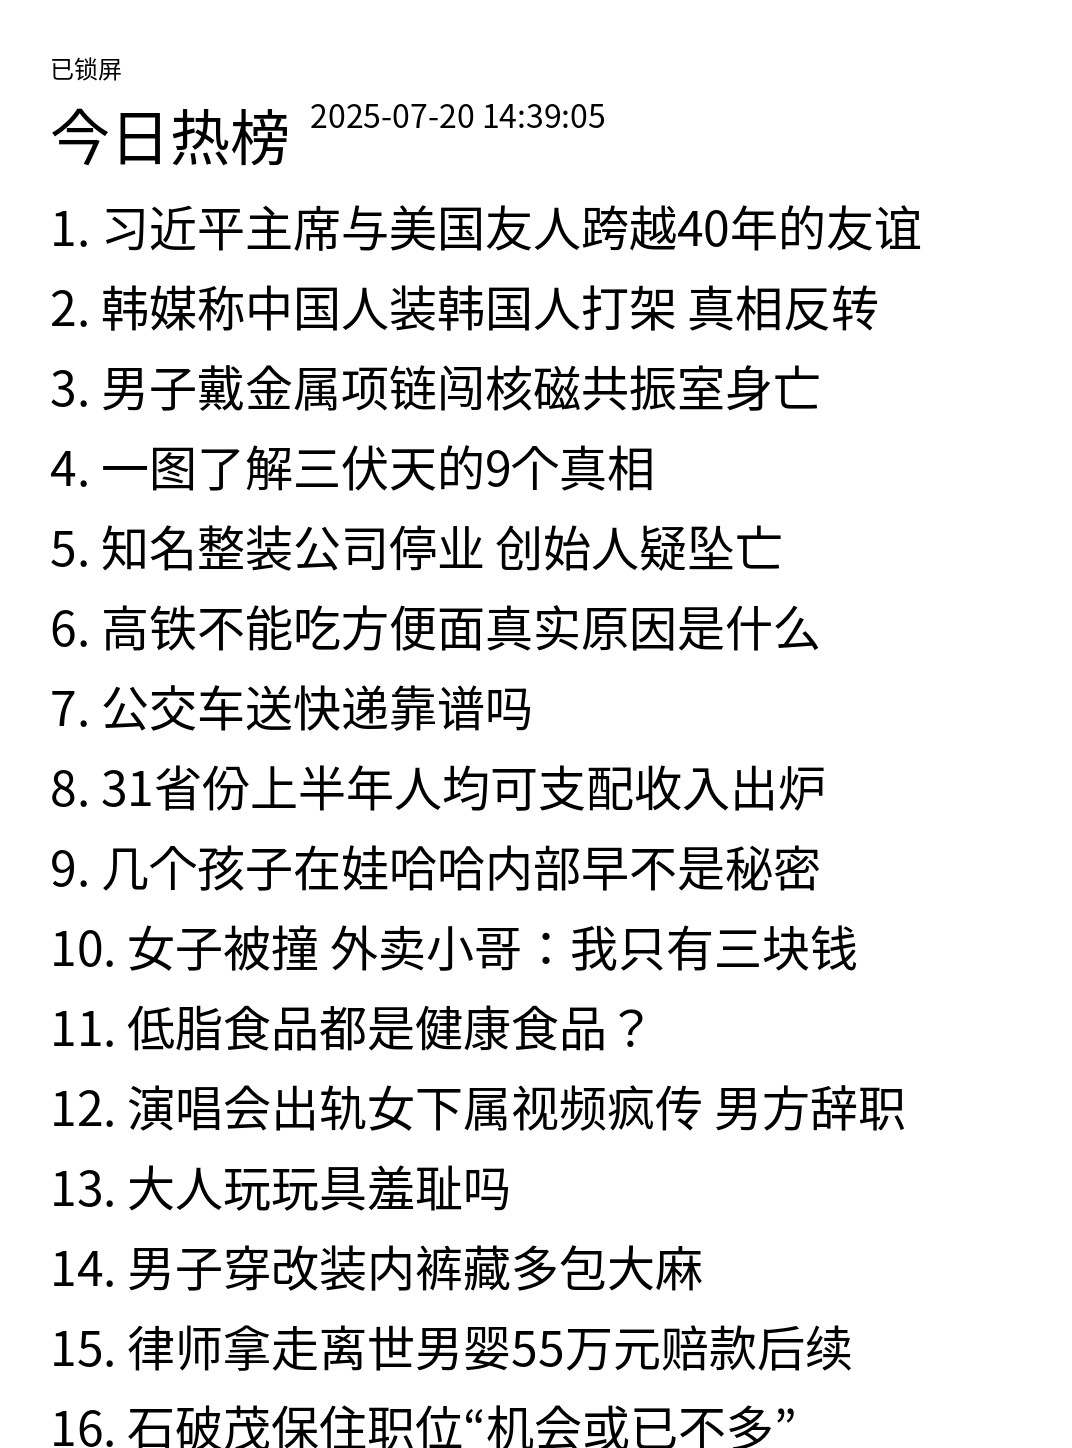 已锁屏
今日热榜 2025-07-20 14:39:05
1. 习近平主席与美国友人跨越40年的友谊
2. 韩媒称中国人装韩国人打架 真相反转
3. 男子戴金属项链闯核磁共振室身亡
4. 一图了解三伏天的9个真相
5. 知名整装公司停业 创始人疑坠亡
6. 高铁不能吃方便面真实原因是什么
7. 公交车送快递靠谱吗
8. 31省份上半年人均可支配收入出炉
9. 几个孩子在娃哈哈内部早不是秘密
10. 女子被撞 外卖小哥：我只有三块钱
11. 低脂食品都是健康食品？
12. 演唱会出轨女下属视频疯传 男方辞职
13. 大人玩玩具羞耻吗
14. 男子穿改装内裤藏多包大麻
15. 律师拿走离世男婴55万元赔款后续
16. 石破茂保住职位“机会或已不多”